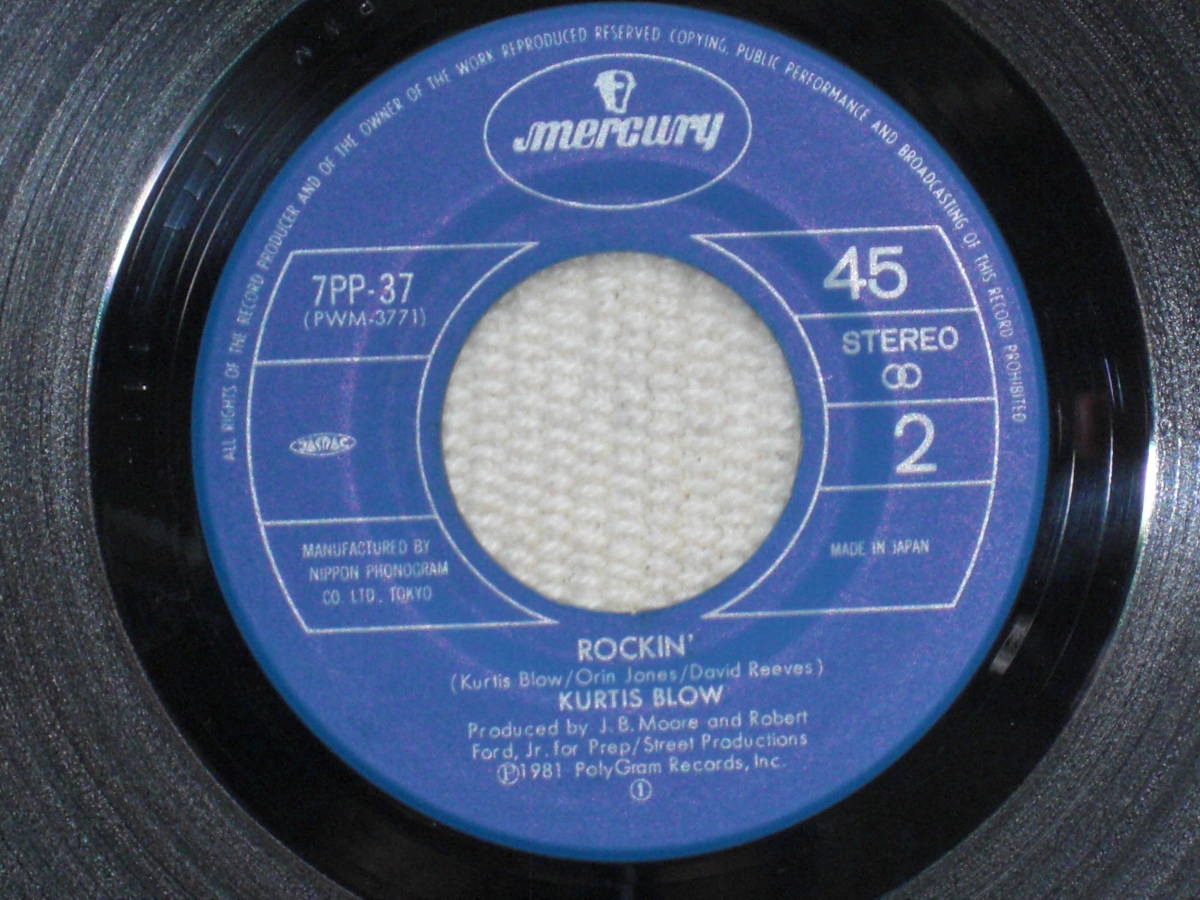 ALL RIGHTS OF THE RECORD PRODUCER AND OF THE OWNER OF THE WORK REPRODUCED RESERVED. COPYING, PUBLIC PERFORMANCE AND BROADCASTING OF THIS RECORD PROHIBITED
mercury
7PP-37
(PWM-3771)
JASRAC
MANUFACTURED BY
NIPPON PHONOGRAM
CO. LTD., TOKYO
45
STEREO
2
MADE IN JAPAN
ROCKIN'
(Kurtis Blow/Orin Jones/David Reeves)
KURTIS BLOW
Produced by J.B. Moore and Robert
Ford, Jr. for Prep/Street Productions
℗1981 PolyGram Records, Inc.
①